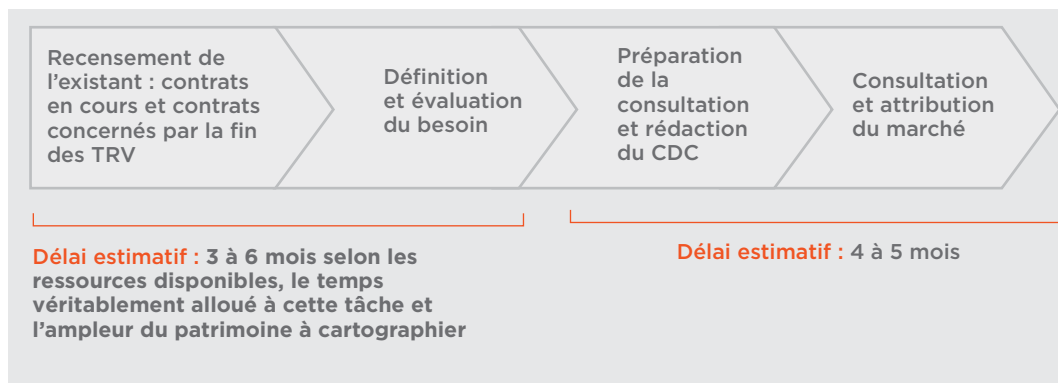 Recensement de
l’existant : contrats
en cours et contrats
concernés par la fin
des TRV
Définition
et évaluation
du besoin
Préparation
de la
consultation
et rédaction
du CDC
Consultation
et attribution
du marché
Délai estimatif : 3 à 6 mois selon les
ressources disponibles, le temps
véritablement alloué à cette tâche et
l’ampleur du patrimoine à cartographier
Délai estimatif : 4 à 5 mois